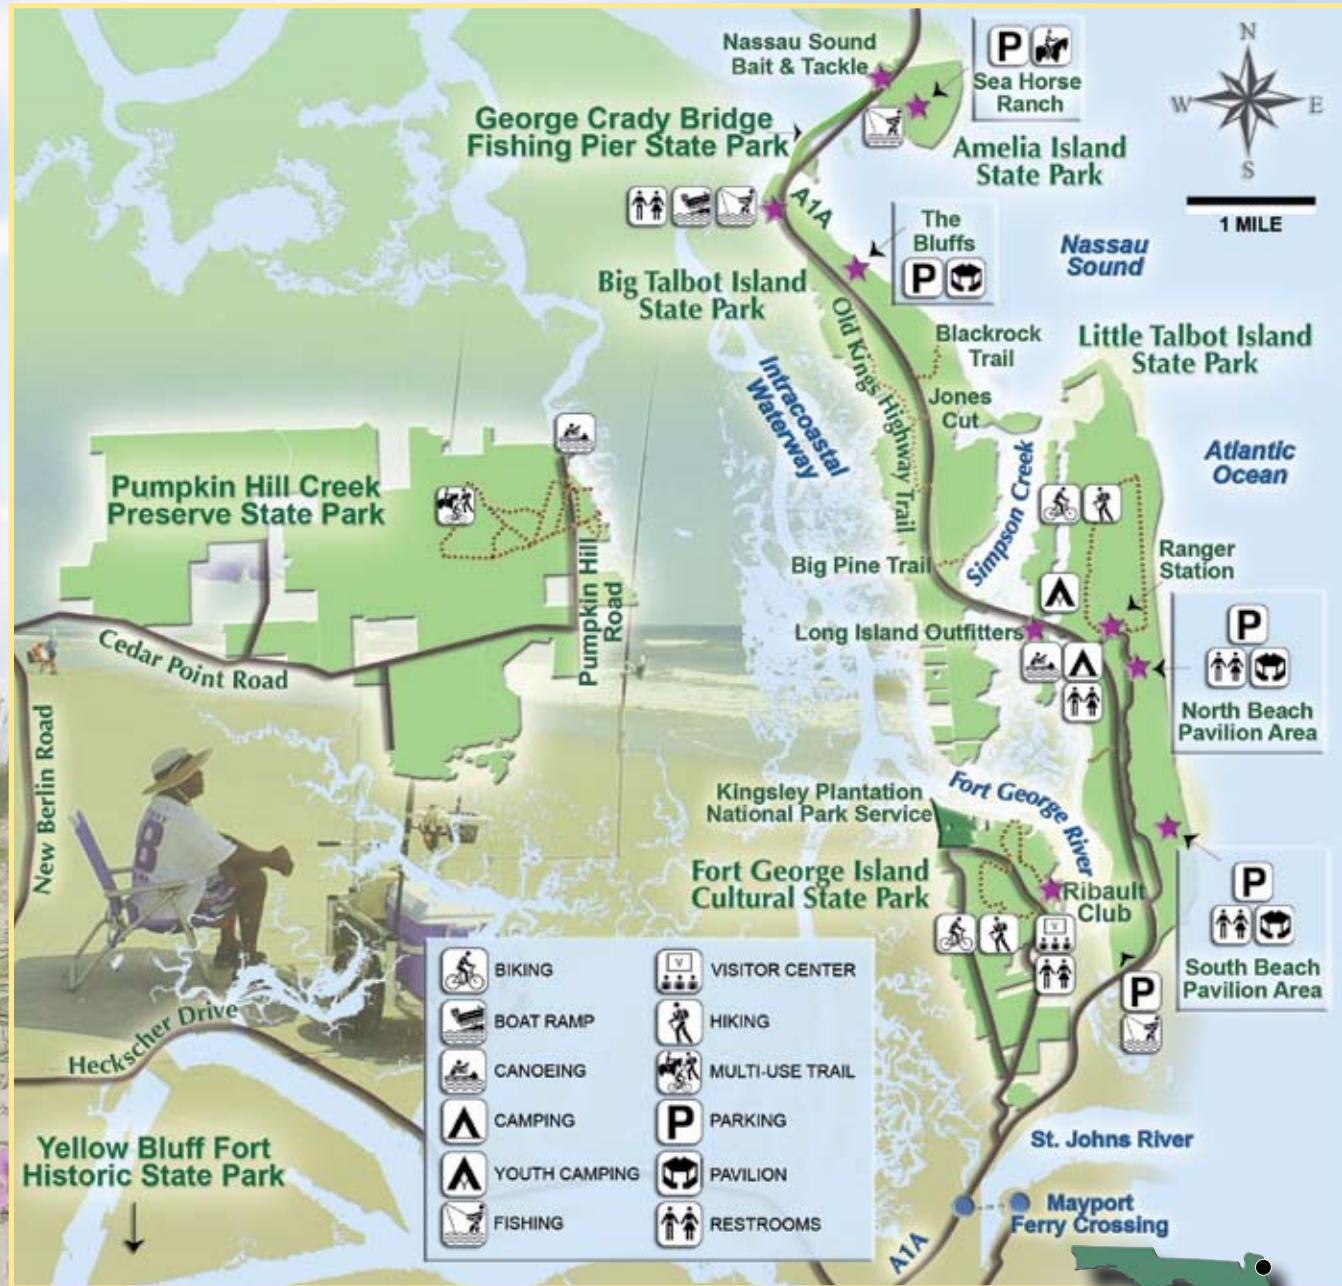 Nassau Sound
Bait & Tackle
P
Sea Horse
Ranch
N
W
E
S
1 MILE
George Crady Bridge
Fishing Pier State Park
Amelia Island
State Park
A1A
The
Bluffs
P
Nassau
Sound
Big Talbot Island
State Park
Old Kings Highway Trail
Blackrock
Trail
Little Talbot Island
State Park
Intracoastal
Waterway
Jones
Cut
Simpson Creek
Atlantic
Ocean
Pumpkin Hill Creek
Preserve State Park
Pumpkin Hill
Road
Big Pine Trail
Ranger
Station
Cedar Point Road
Long Island Outfitters
P
North Beach
Pavilion Area
New Berlin Road
Kingsley Plantation
National Park Service
Fort George River
Fort George Island
Cultural State Park
Ribault
Club
V
P
South Beach
Pavilion Area
P
8
Heckscher Drive
BIKING
BOAT RAMP
CANOEING
CAMPING
YOUTH CAMPING
FISHING
V
VISITOR CENTER
HIKING
MULTI-USE TRAIL
P
PARKING
PAVILION
RESTROOMS
Yellow Bluff Fort
Historic State Park
St. Johns River
Mayport
Ferry Crossing
A1A